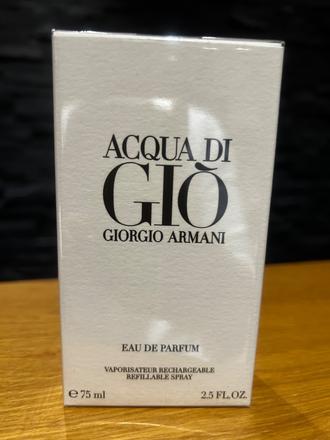 ACQUA DI
GIÒ
GIORGIO ARMANI
EAU DE PARFUM
VAPORISATEUR RECHARGEABLE
REFILLABLE SPRAY
℮ 75 ml 2.5 FL.OZ.